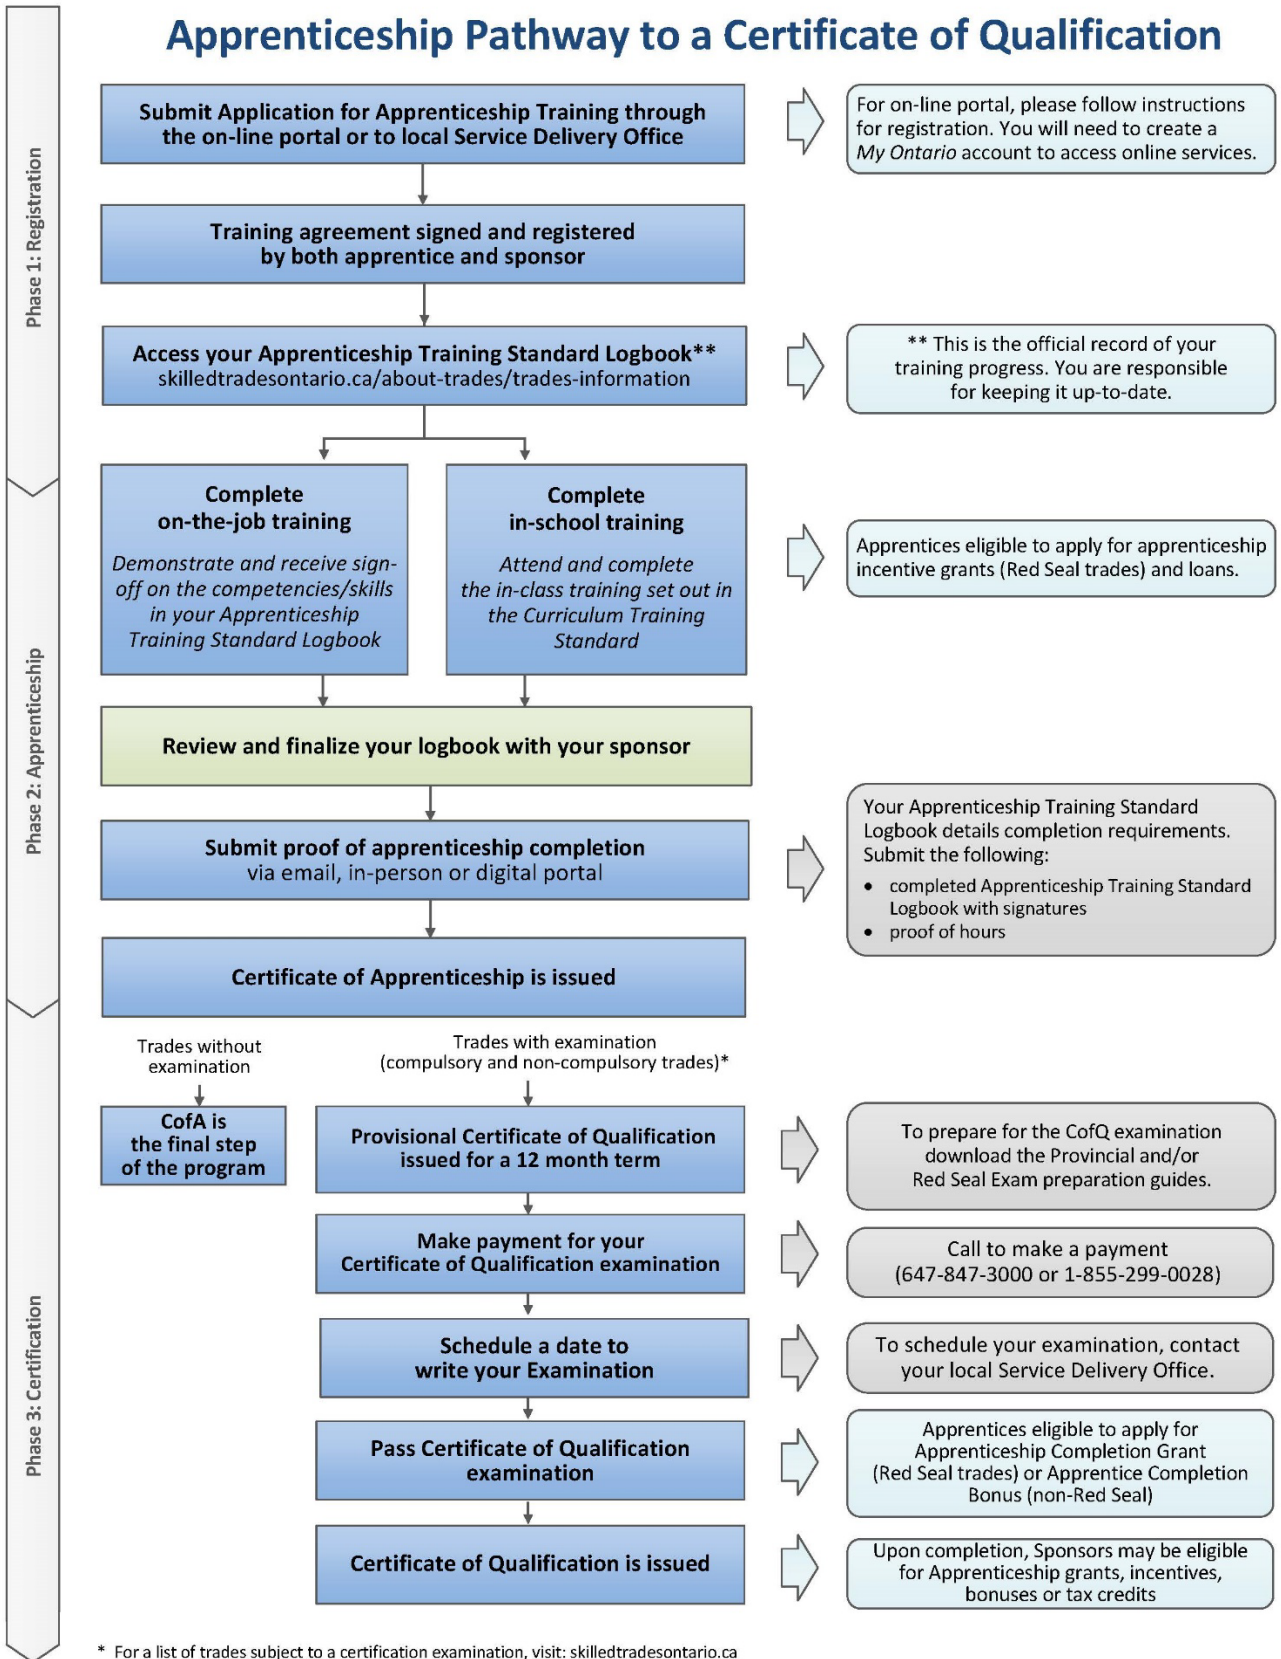 Apprenticeship Pathway to a Certificate of Qualification
Phase 1: Registration
Submit Application for Apprenticeship Training through
the on-line portal or to local Service Delivery Office
For on-line portal, please follow instructions
for registration. You will need to create a
My Ontario account to access online services.
Training agreement signed and registered
by both apprentice and sponsor
Access your Apprenticeship Training Standard Logbook**
skilledtradesontario.ca/about-trades/trades-information
** This is the official record of your
training progress. You are responsible
for keeping it up-to-date.
Phase 2: Apprenticeship
Complete
on-the-job training
Demonstrate and receive sign-
off on the competencies/skills
in your Apprenticeship
Training Standard Logbook
Complete
in-school training
Attend and complete
the in-class training set out in
the Curriculum Training
Standard
Apprentices eligible to apply for apprenticeship
incentive grants (Red Seal trades) and loans.
Review and finalize your logbook with your sponsor
Submit proof of apprenticeship completion
via email, in-person or digital portal
Your Apprenticeship Training Standard
Logbook details completion requirements.
Submit the following:
• completed Apprenticeship Training Standard
Logbook with signatures
• proof of hours
Certificate of Apprenticeship is issued
Phase 3: Certification
Trades without
examination
CofA is
the final step
of the program
Trades with examination
(compulsory and non-compulsory trades)*
Provisional Certificate of Qualification
issued for a 12 month term
To prepare for the CofQ examination
download the Provincial and/or
Red Seal Exam preparation guides.
Make payment for your
Certificate of Qualification examination
Call to make a payment
(647-847-3000 or 1-855-299-0028)
Schedule a date to
write your Examination
To schedule your examination, contact
your local Service Delivery Office.
Pass Certificate of Qualification
examination
Apprentices eligible to apply for
Apprenticeship Completion Grant
(Red Seal trades) or Apprentice Completion
Bonus (non-Red Seal)
Certificate of Qualification is issued
Upon completion, Sponsors may be eligible
for Apprenticeship grants, incentives,
bonuses or tax credits
* For a list of trades subject to a certification examination, visit: skilledtradesontario.ca